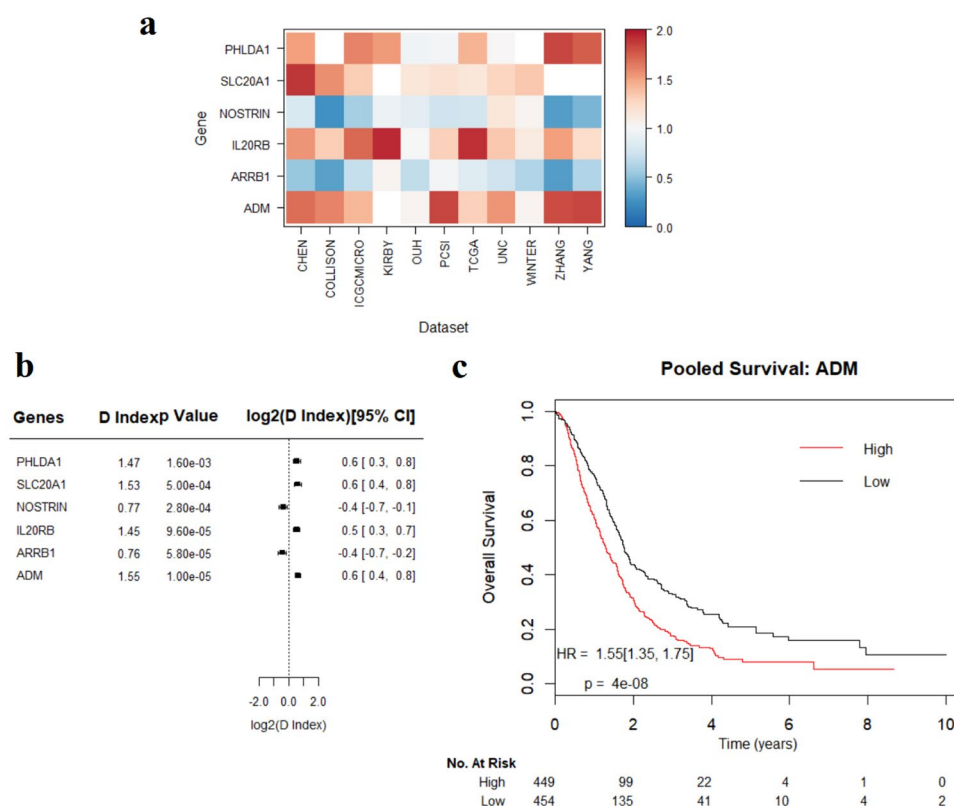 a
Gene
PHLDA1
SLC20A1
NOSTRIN
IL20RB
ARRB1
ADM
2.0
1.5
1.0
0.5
0.0
CHEN
COLLISON
ICGCMICRO
KIRBY
OUH
PCSI
TCGA
UNC
WINTER
ZHANG
YANG
Dataset
b
Genes D Index p Value log2(D Index)[95% CI]
PHLDA1 1.47 1.60e-03 0.6 [ 0.3, 0.8]
SLC20A1 1.53 5.00e-04 0.6 [ 0.4, 0.8]
NOSTRIN 0.77 2.80e-04 -0.4 [-0.7, -0.1]
IL20RB 1.45 9.60e-05 0.5 [ 0.3, 0.7]
ARRB1 0.76 5.80e-05 -0.4 [-0.7, -0.2]
ADM 1.55 1.00e-05 0.6 [ 0.4, 0.8]
-2.0 0.0 2.0
log2(D Index)
c
Pooled Survival: ADM
Overall Survival
1.0
0.8
0.6
0.4
0.2
0.0
High
Low
HR = 1.55[1.35, 1.75]
p = 4e-08
0 2 4 6 8 10
Time (years)
No. At Risk
High 449 99 22 4 1 0
Low 454 135 41 10 4 2